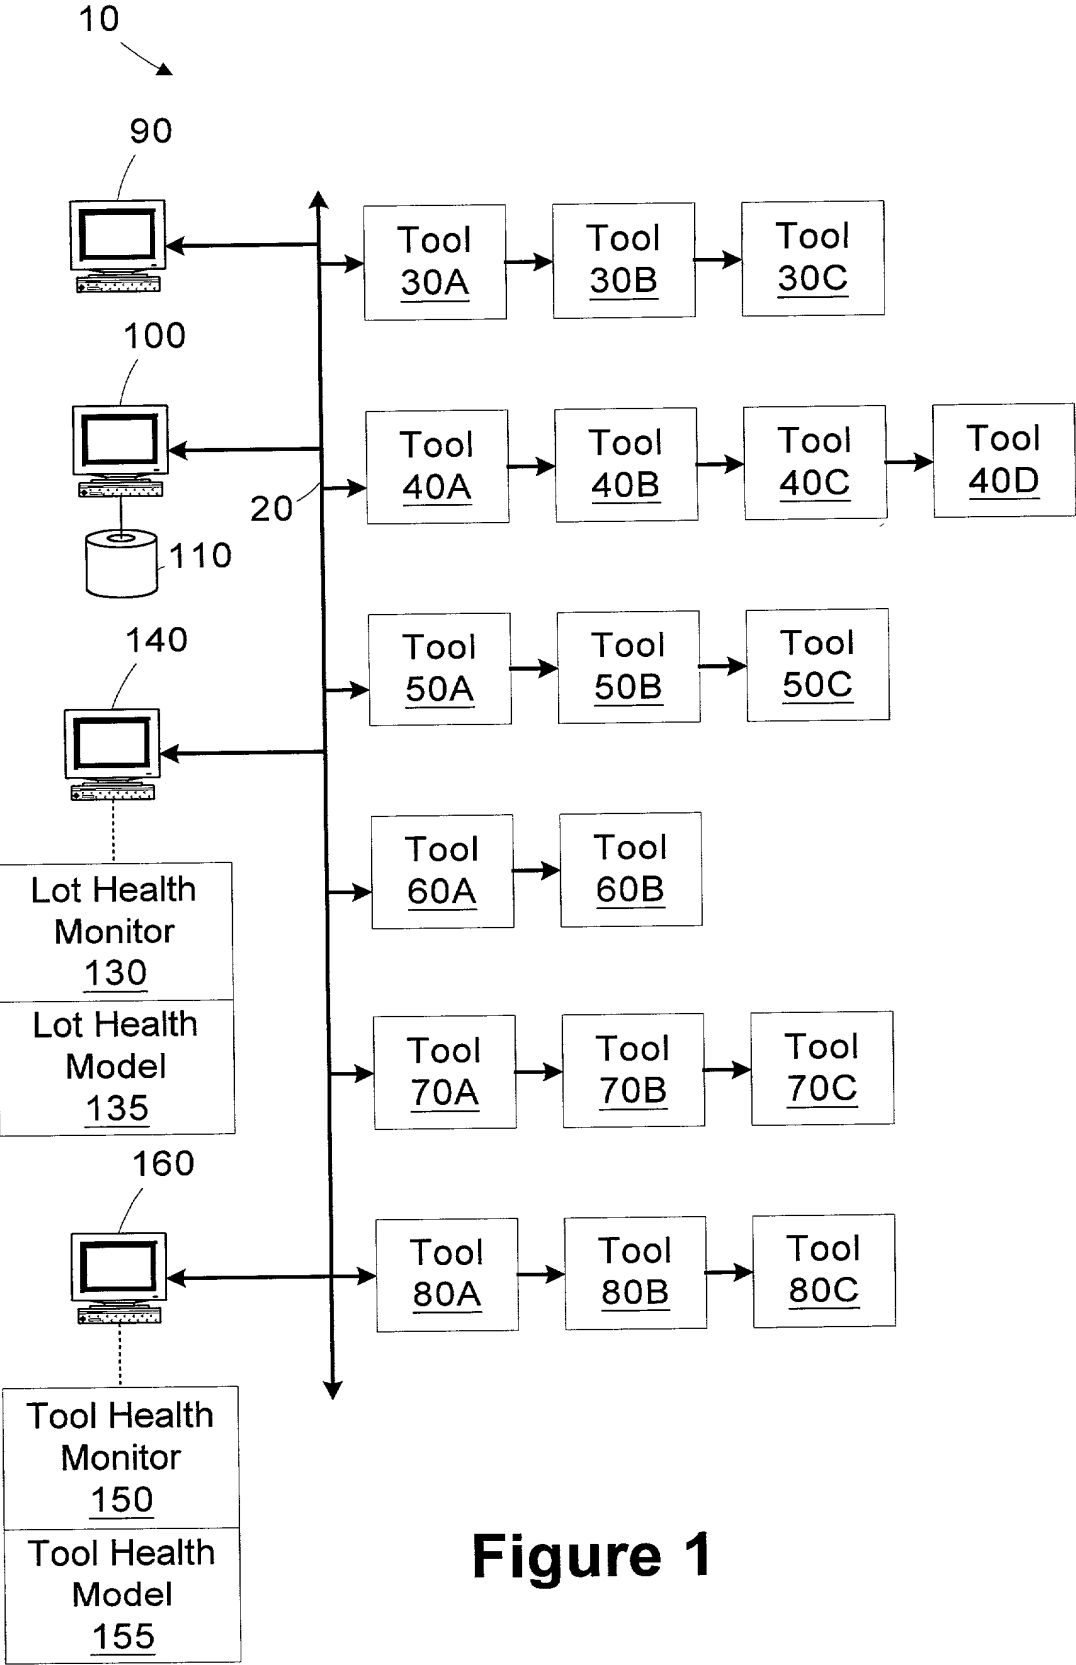 10
90
Tool
30A
Tool
30B
Tool
30C
100
Tool
40A
Tool
40B
Tool
40C
Tool
40D
20
110
140
Tool
50A
Tool
50B
Tool
50C
Tool
60A
Tool
60B
Lot Health
Monitor
130
Lot Health
Model
135
Tool
70A
Tool
70B
Tool
70C
160
Tool
80A
Tool
80B
Tool
80C
Tool Health
Monitor
150
Tool Health
Model
155
Figure 1